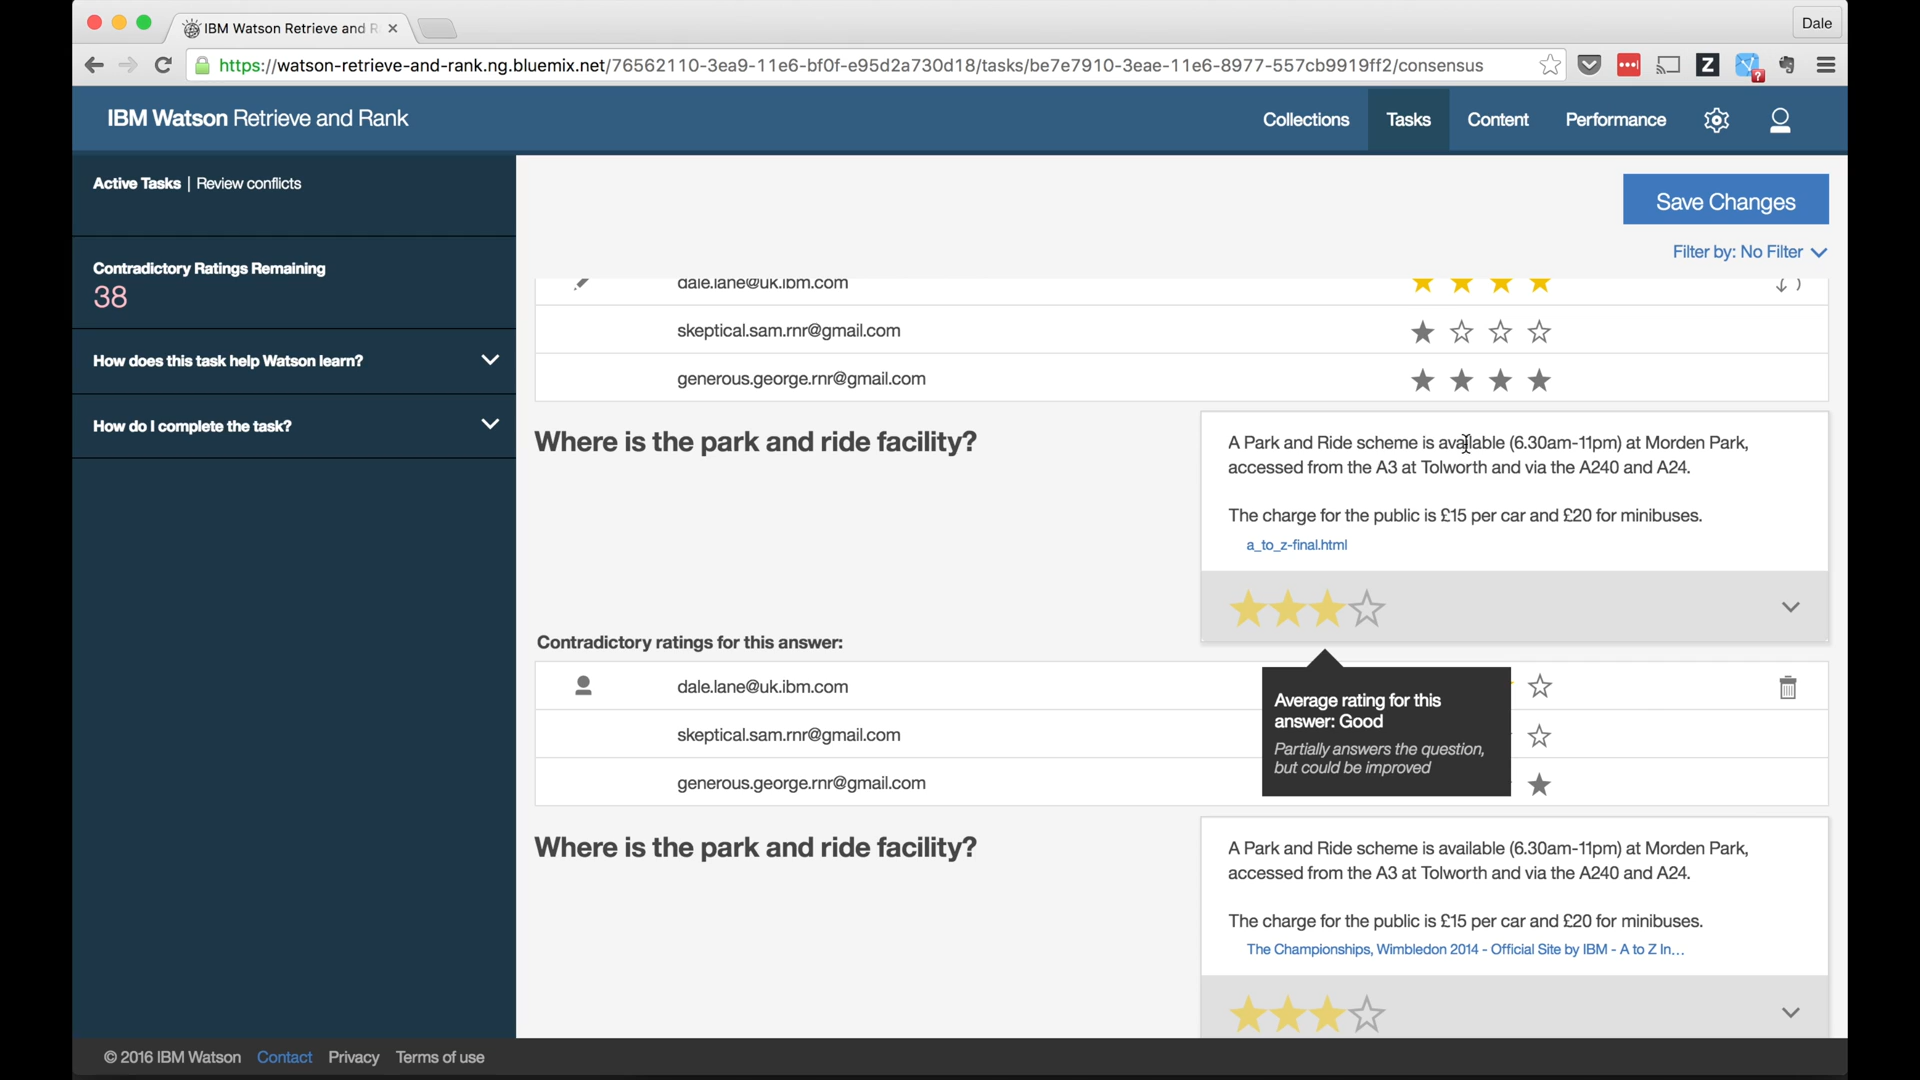 IBM Watson Retrieve and R
Dale
https://watson-retrieve-and-rank.ng.bluemix.net/76562110-3ea9-11e6-bf0f-e95d2a730d18/tasks/be7e7910-3eae-11e6-8977-557cb9919ff2/consensus
IBM Watson Retrieve and Rank
Collections
Tasks
Content
Performance
Active Tasks | Review conflicts
Save Changes
Filter by: No Filter
Contradictory Ratings Remaining
38
How does this task help Watson learn?
How do I complete the task?
dale.lane@uk.ibm.com
skeptical.sam.rnr@gmail.com
generous.george.rnr@gmail.com
Where is the park and ride facility?
A Park and Ride scheme is available (6.30am-11pm) at Morden Park,
accessed from the A3 at Tolworth and via the A240 and A24.
The charge for the public is £15 per car and £20 for minibuses.
a_to_z-final.html
Contradictory ratings for this answer:
dale.lane@uk.ibm.com
skeptical.sam.rnr@gmail.com
generous.george.rnr@gmail.com
Average rating for this
answer: Good
Partially answers the question,
but could be improved
Where is the park and ride facility?
A Park and Ride scheme is available (6.30am-11pm) at Morden Park,
accessed from the A3 at Tolworth and via the A240 and A24.
The charge for the public is £15 per car and £20 for minibuses.
The Championships, Wimbledon 2014 - Official Site by IBM - A to Z In...
© 2016 IBM Watson
Contact
Privacy
Terms of use